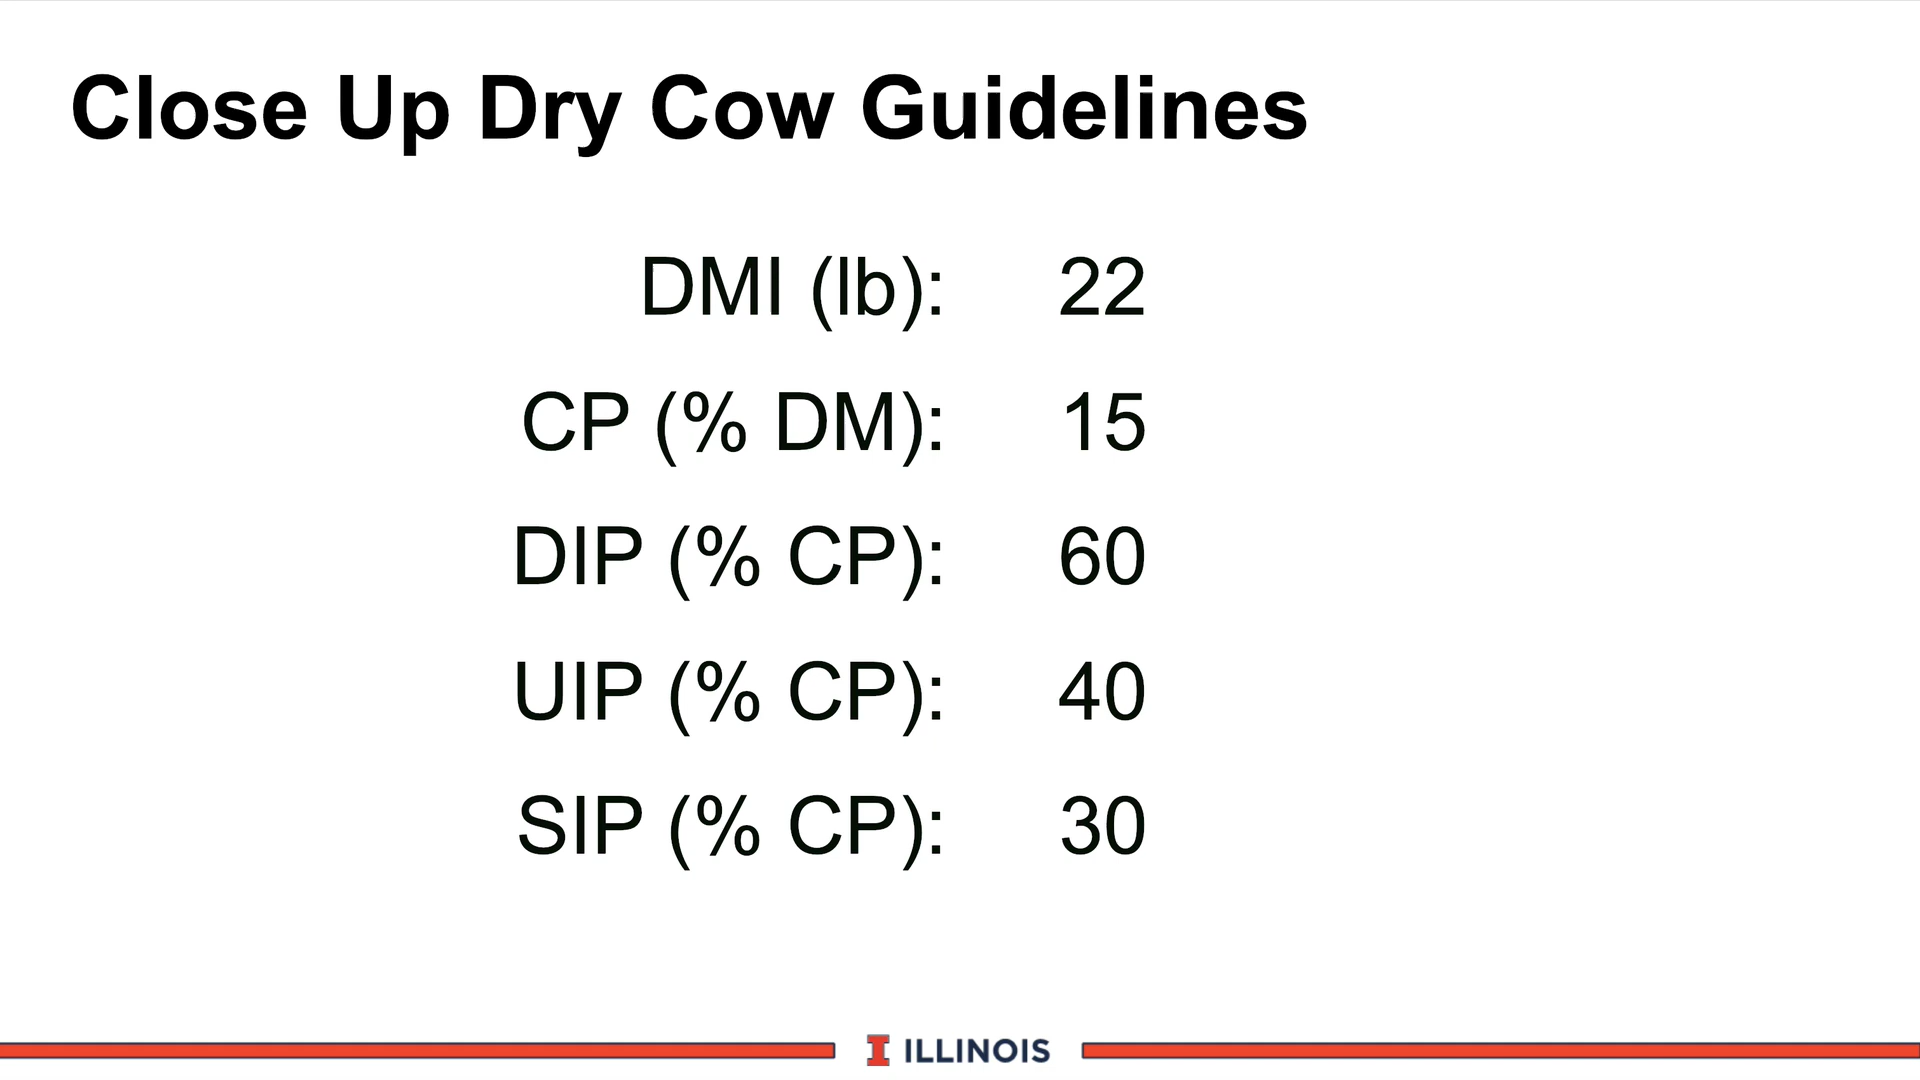 Close Up Dry Cow Guidelines
DMI (lb): 22
CP (% DM): 15
DIP (% CP): 60
UIP (% CP): 40
SIP (% CP): 30
I ILLINOIS